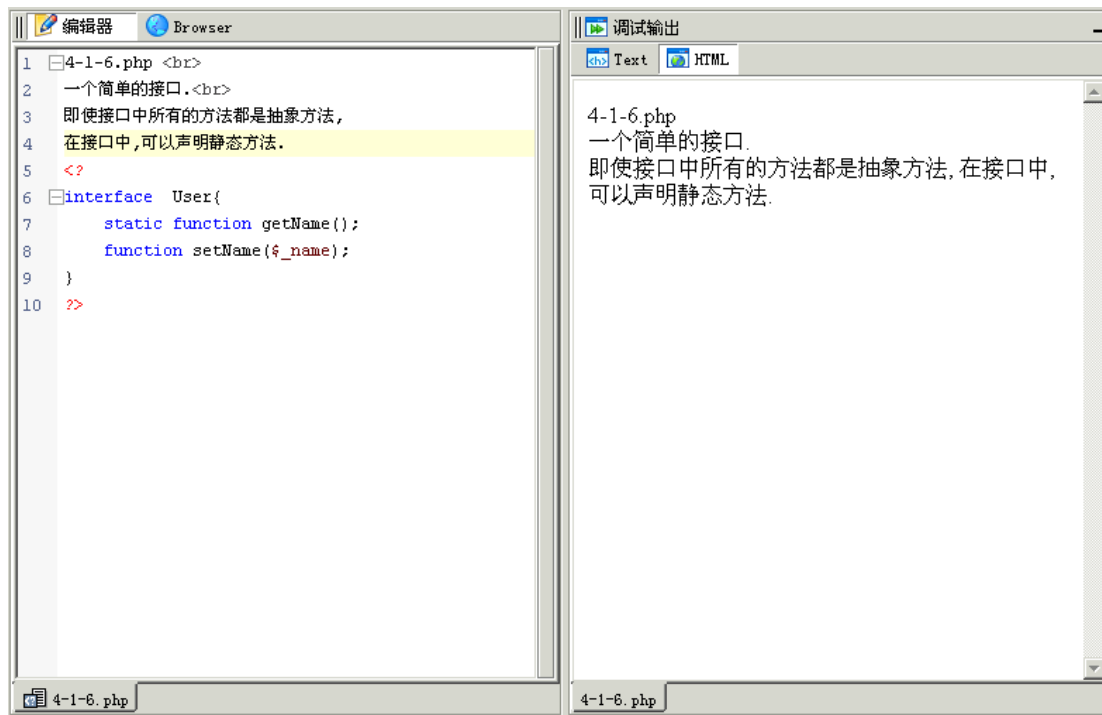 编辑器 Browser
1 4-1-6.php <br>
2 一个简单的接口.<br>
3 即使接口中所有的方法都是抽象方法,
4 在接口中,可以声明静态方法.
5 <?
6 interface  User{
7     static function getName();
8     function setName($_name);
9 }
10 ?>
4-1-6.php
调试输出
<h> Text HTML
4-1-6.php
一个简单的接口.
即使接口中所有的方法都是抽象方法, 在接口中,
可以声明静态方法.
4-1-6.php